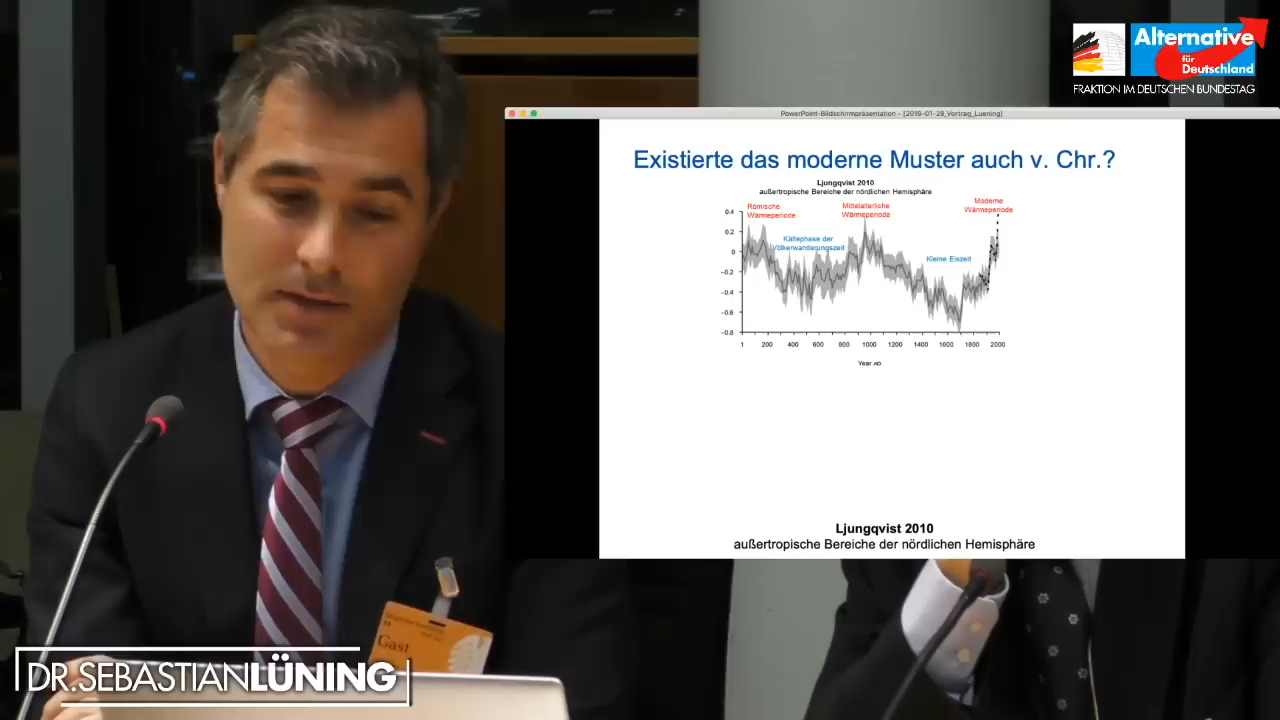 Alternative
für
Deutschland
FRAKTION IM DEUTSCHEN BUNDESTAG
PowerPoint-Bildschirmpräsentation - [2019-01-28_Vortrag_Luening]
Existierte das moderne Muster auch v. Chr.?
Ljungqvist 2010
außertropische Bereiche der nördlichen Hemisphäre
Römische
Wärmeperiode
Mittelalterliche
Wärmeperiode
Moderne
Wärmeperiode
Kältephase der
Völkerwanderungszeit
Kleine Eiszeit
0.4
0.2
0
-0.2
-0.4
-0.6
-0.8
1 200 400 600 800 1000 1200 1400 1600 1800 2000
Year AD
Ljungqvist 2010
außertropische Bereiche der nördlichen Hemisphäre
Gast
DR. SEBASTIAN LÜNING